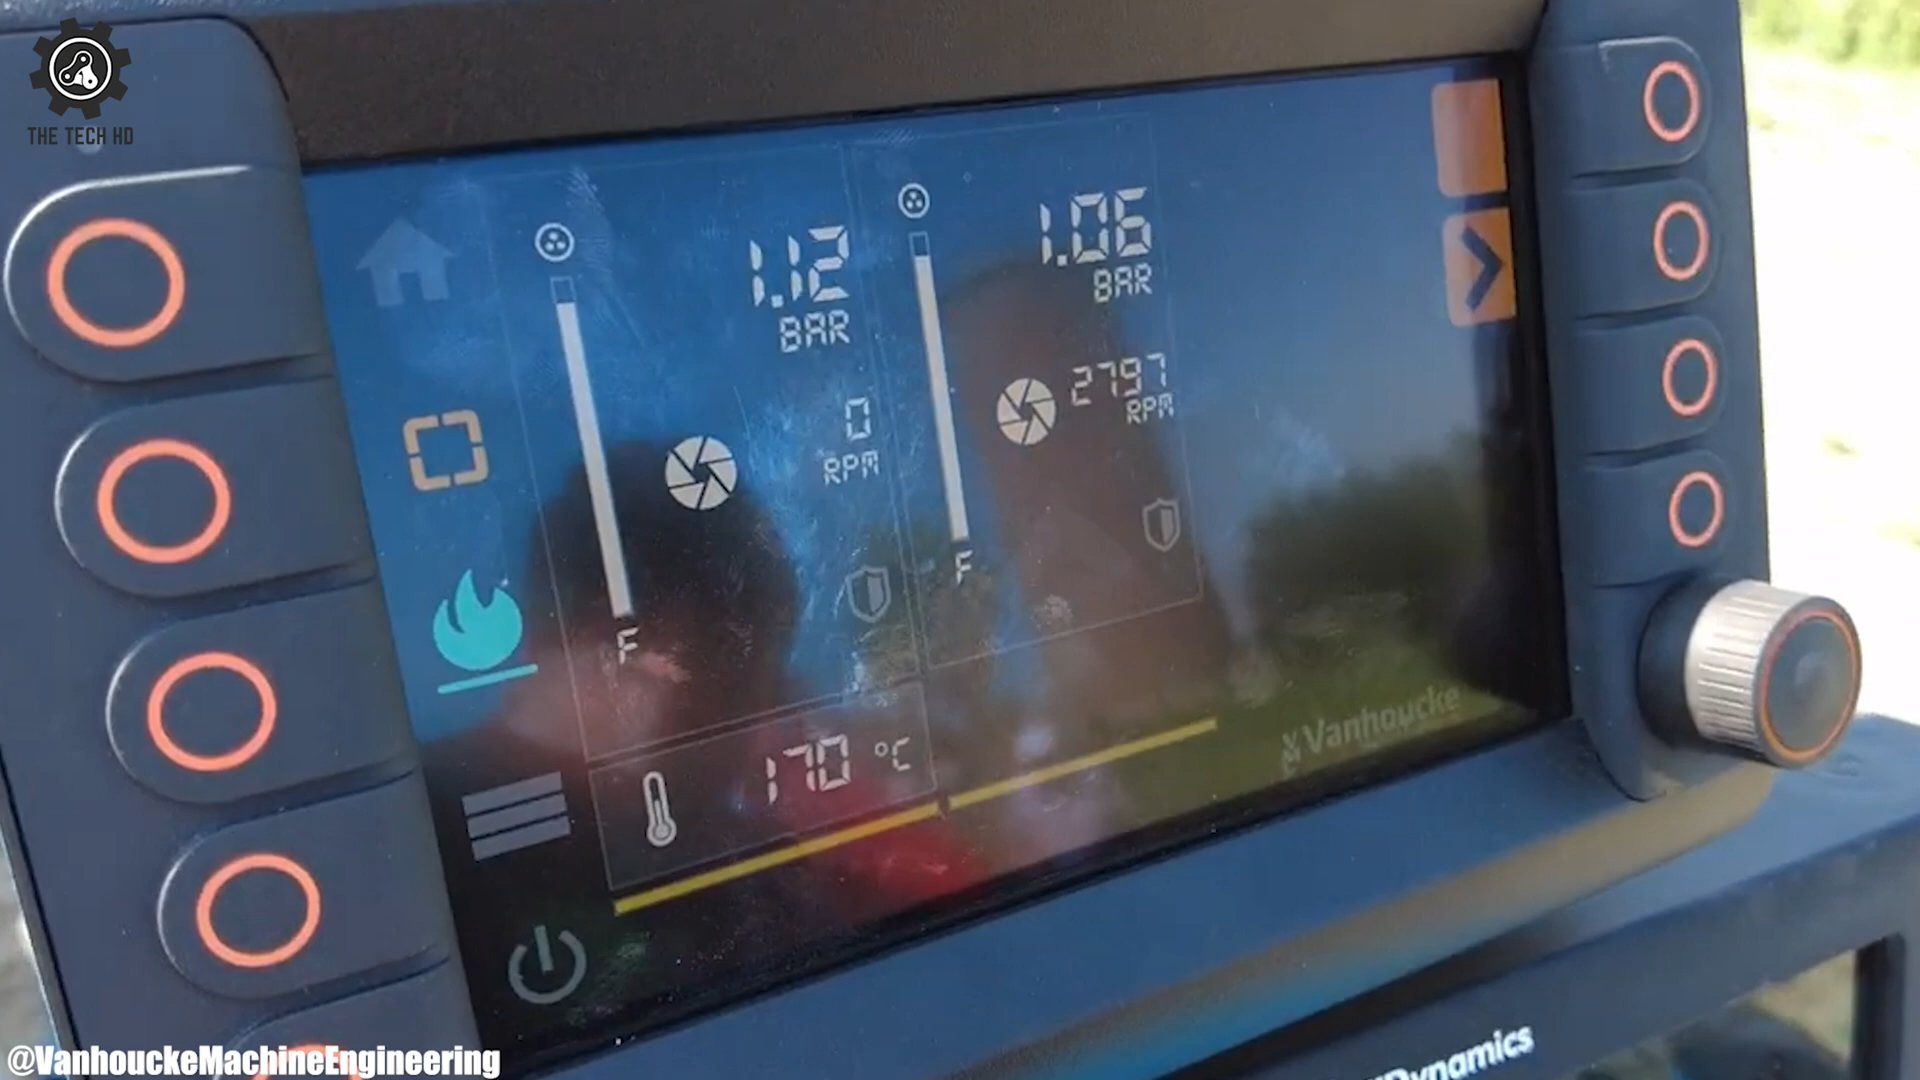 THE TECH HD
1.12
BAR
0
RPM
F
1.06
BAR
2797
RPM
F
170 °C
Vanhoucke
Dynamics
@VanhouckeMachineEngineering